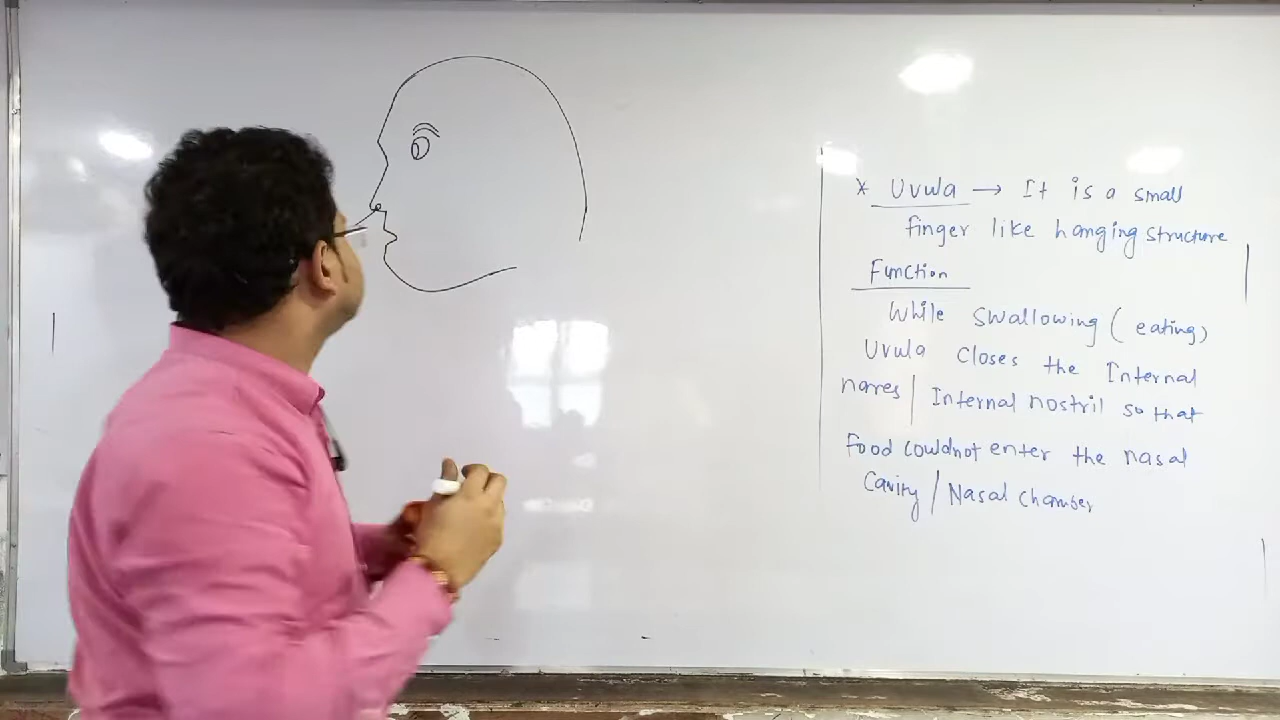 * Uvula → It is a small
finger like hanging structure
Function
While swallowing (eating)
Uvula closes the Internal
nares / Internal nostril so that
food couldnot enter the nasal
Cavity / Nasal chamber